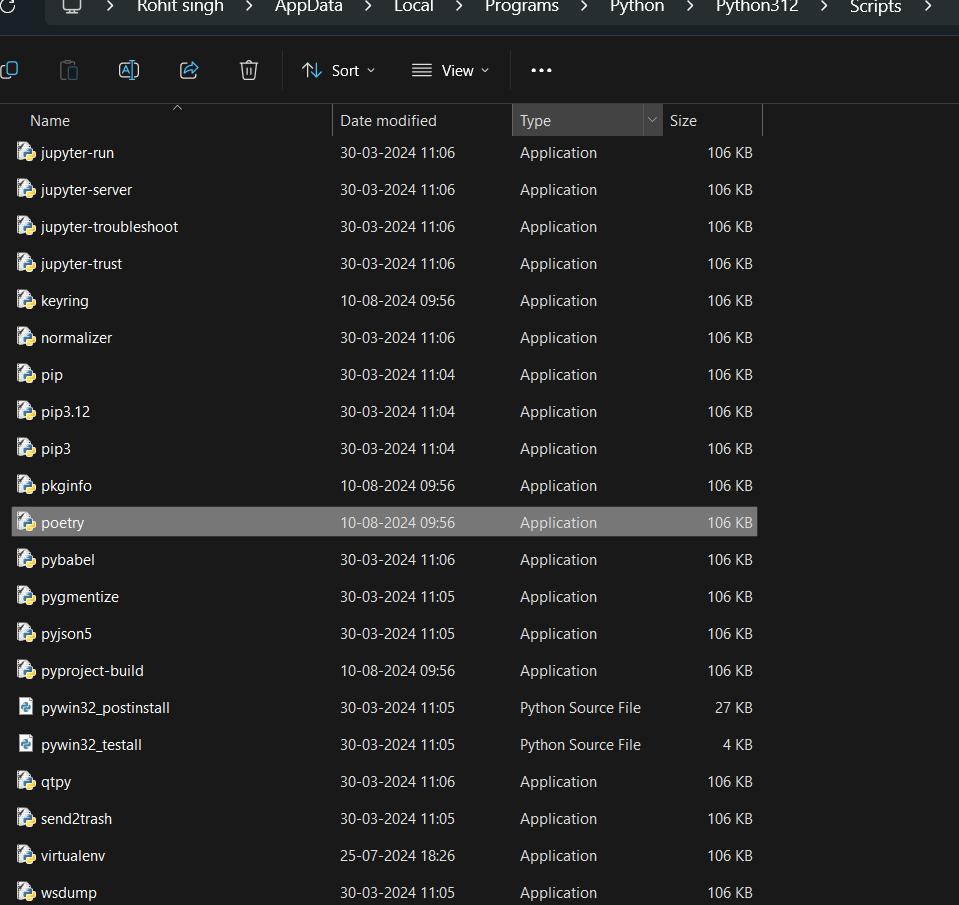 Rohit singh > AppData > Local > Programs > Python > Python312 > Scripts >
Sort View
Name Date modified Type Size
jupyter-run 30-03-2024 11:06 Application 106 KB
jupyter-server 30-03-2024 11:06 Application 106 KB
jupyter-troubleshoot 30-03-2024 11:06 Application 106 KB
jupyter-trust 30-03-2024 11:06 Application 106 KB
keyring 10-08-2024 09:56 Application 106 KB
normalizer 30-03-2024 11:06 Application 106 KB
pip 30-03-2024 11:04 Application 106 KB
pip3.12 30-03-2024 11:04 Application 106 KB
pip3 30-03-2024 11:04 Application 106 KB
pkginfo 10-08-2024 09:56 Application 106 KB
poetry 10-08-2024 09:56 Application 106 KB
pybabel 30-03-2024 11:06 Application 106 KB
pygmentize 30-03-2024 11:05 Application 106 KB
pyjson5 30-03-2024 11:05 Application 106 KB
pyproject-build 10-08-2024 09:56 Application 106 KB
pywin32_postinstall 30-03-2024 11:05 Python Source File 27 KB
pywin32_testall 30-03-2024 11:05 Python Source File 4 KB
qtpy 30-03-2024 11:06 Application 106 KB
send2trash 30-03-2024 11:05 Application 106 KB
virtualenv 25-07-2024 18:26 Application 106 KB
wsdump 30-03-2024 11:05 Application 106 KB